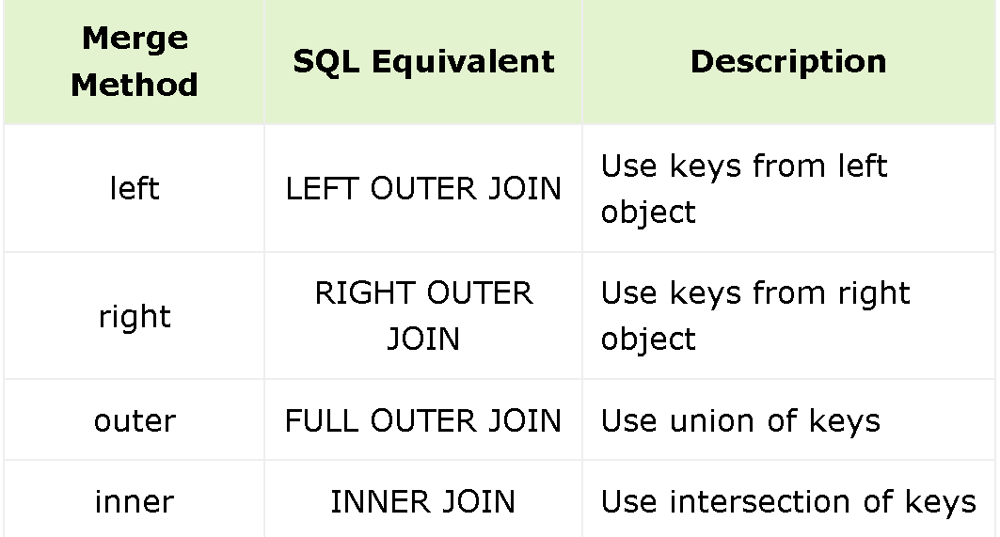 Merge
Method
SQL Equivalent
Description
left
LEFT OUTER JOIN
Use keys from left
object
right
RIGHT OUTER
JOIN
Use keys from right
object
outer
FULL OUTER JOIN
Use union of keys
inner
INNER JOIN
Use intersection of keys